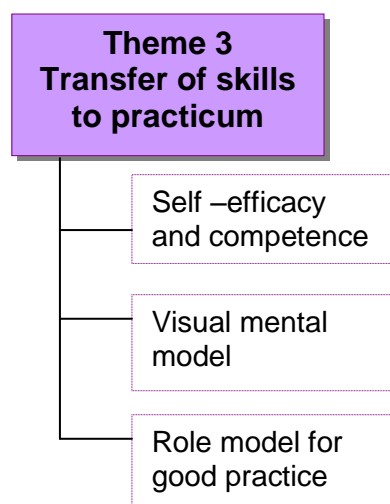 Theme 3
Transfer of skills
to practicum
Self –efficacy
and competence
Visual mental
model
Role model for
good practice